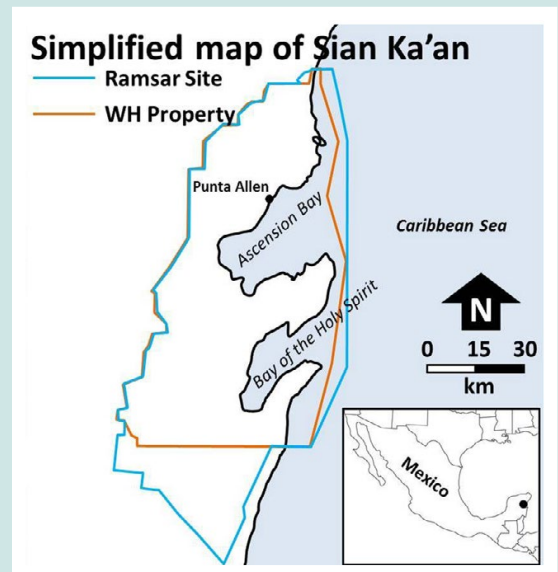 Simplified map of Sian Ka’an
Ramsar Site
WH Property
Punta Allen
Ascension Bay
Caribbean Sea
Bay of the Holy Spirit
N
0 15 30
km
Mexico